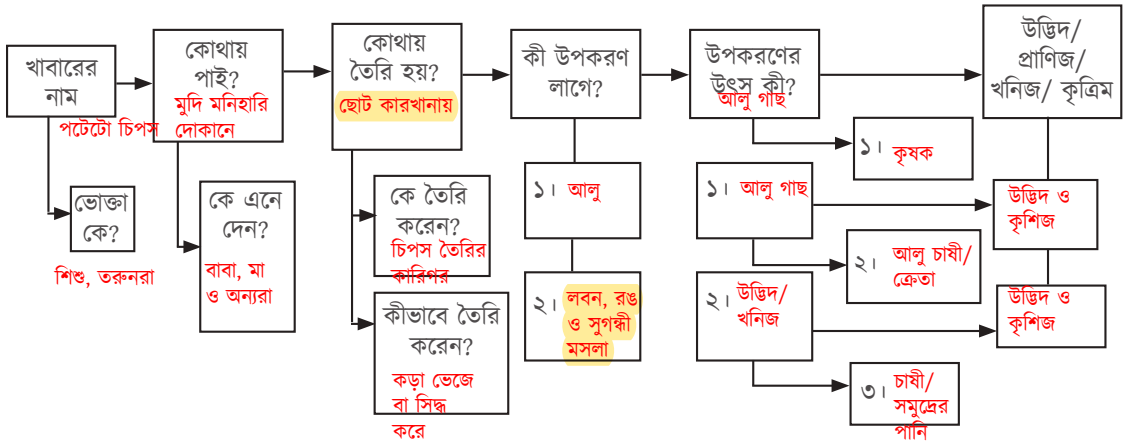 খাবারের
নাম
পটেটো চিপস
ভোক্তা
কে?
শিশু, তরুনরা
কোথায়
পাই?
মুদি মনিহারি
দোকানে
কে এনে
দেন?
বাবা, মা
ও অন্যরা
কোথায়
তৈরি হয়?
ছোট কারখানায়
কে তৈরি
করেন?
চিপস তৈরির
কারিগর
কীভাবে তৈরি
করেন?
কড়া ভেজে
বা সিদ্ধ
করে
কী উপকরণ
লাগে?
১। আলু
২। লবন, রঙ
ও সুগন্ধী
মসলা
উপকরণের
উৎস কী?
আলু গাছ
১। কৃষক
১। আলু গাছ
২। আলু চাষী/
ক্রেতা
২। উদ্ভিদ/
খনিজ
৩। চাষী/
সমুদ্রের
পানি
উদ্ভিদ/
প্রাণিজ/
খনিজ/ কৃত্রিম
উদ্ভিদ ও
কৃশিজ
উদ্ভিদ ও
কৃশিজ